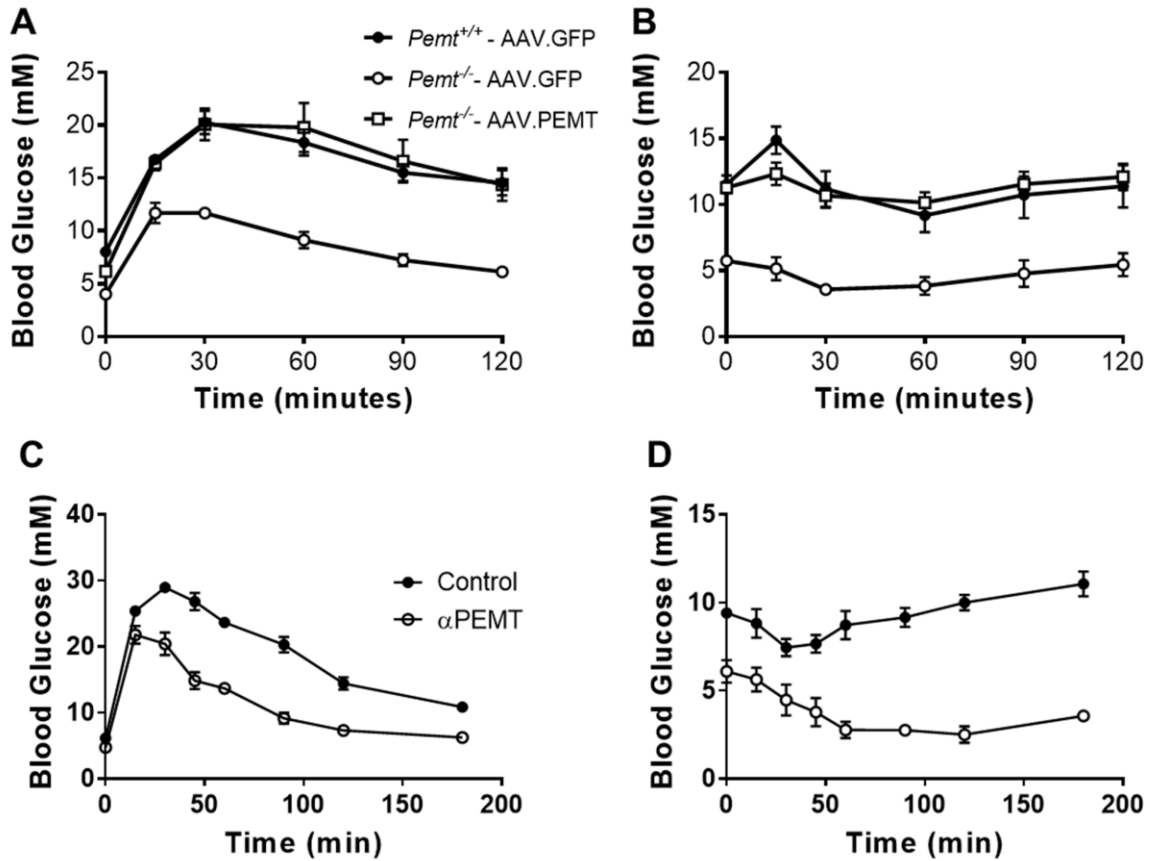 A
Pemt+/+ - AAV.GFP
Pemt-/- - AAV.GFP
Pemt-/- - AAV.PEMT
Blood Glucose (mM)
25
20
15
10
5
0
0 30 60 90 120
Time (minutes)
B
Blood Glucose (mM)
20
15
10
5
0
0 30 60 90 120
Time (minutes)
C
Blood Glucose (mM)
40
30
20
10
0
Control
αPEMT
0 50 100 150 200
Time (min)
D
Blood Glucose (mM)
15
10
5
0
0 50 100 150 200
Time (min)